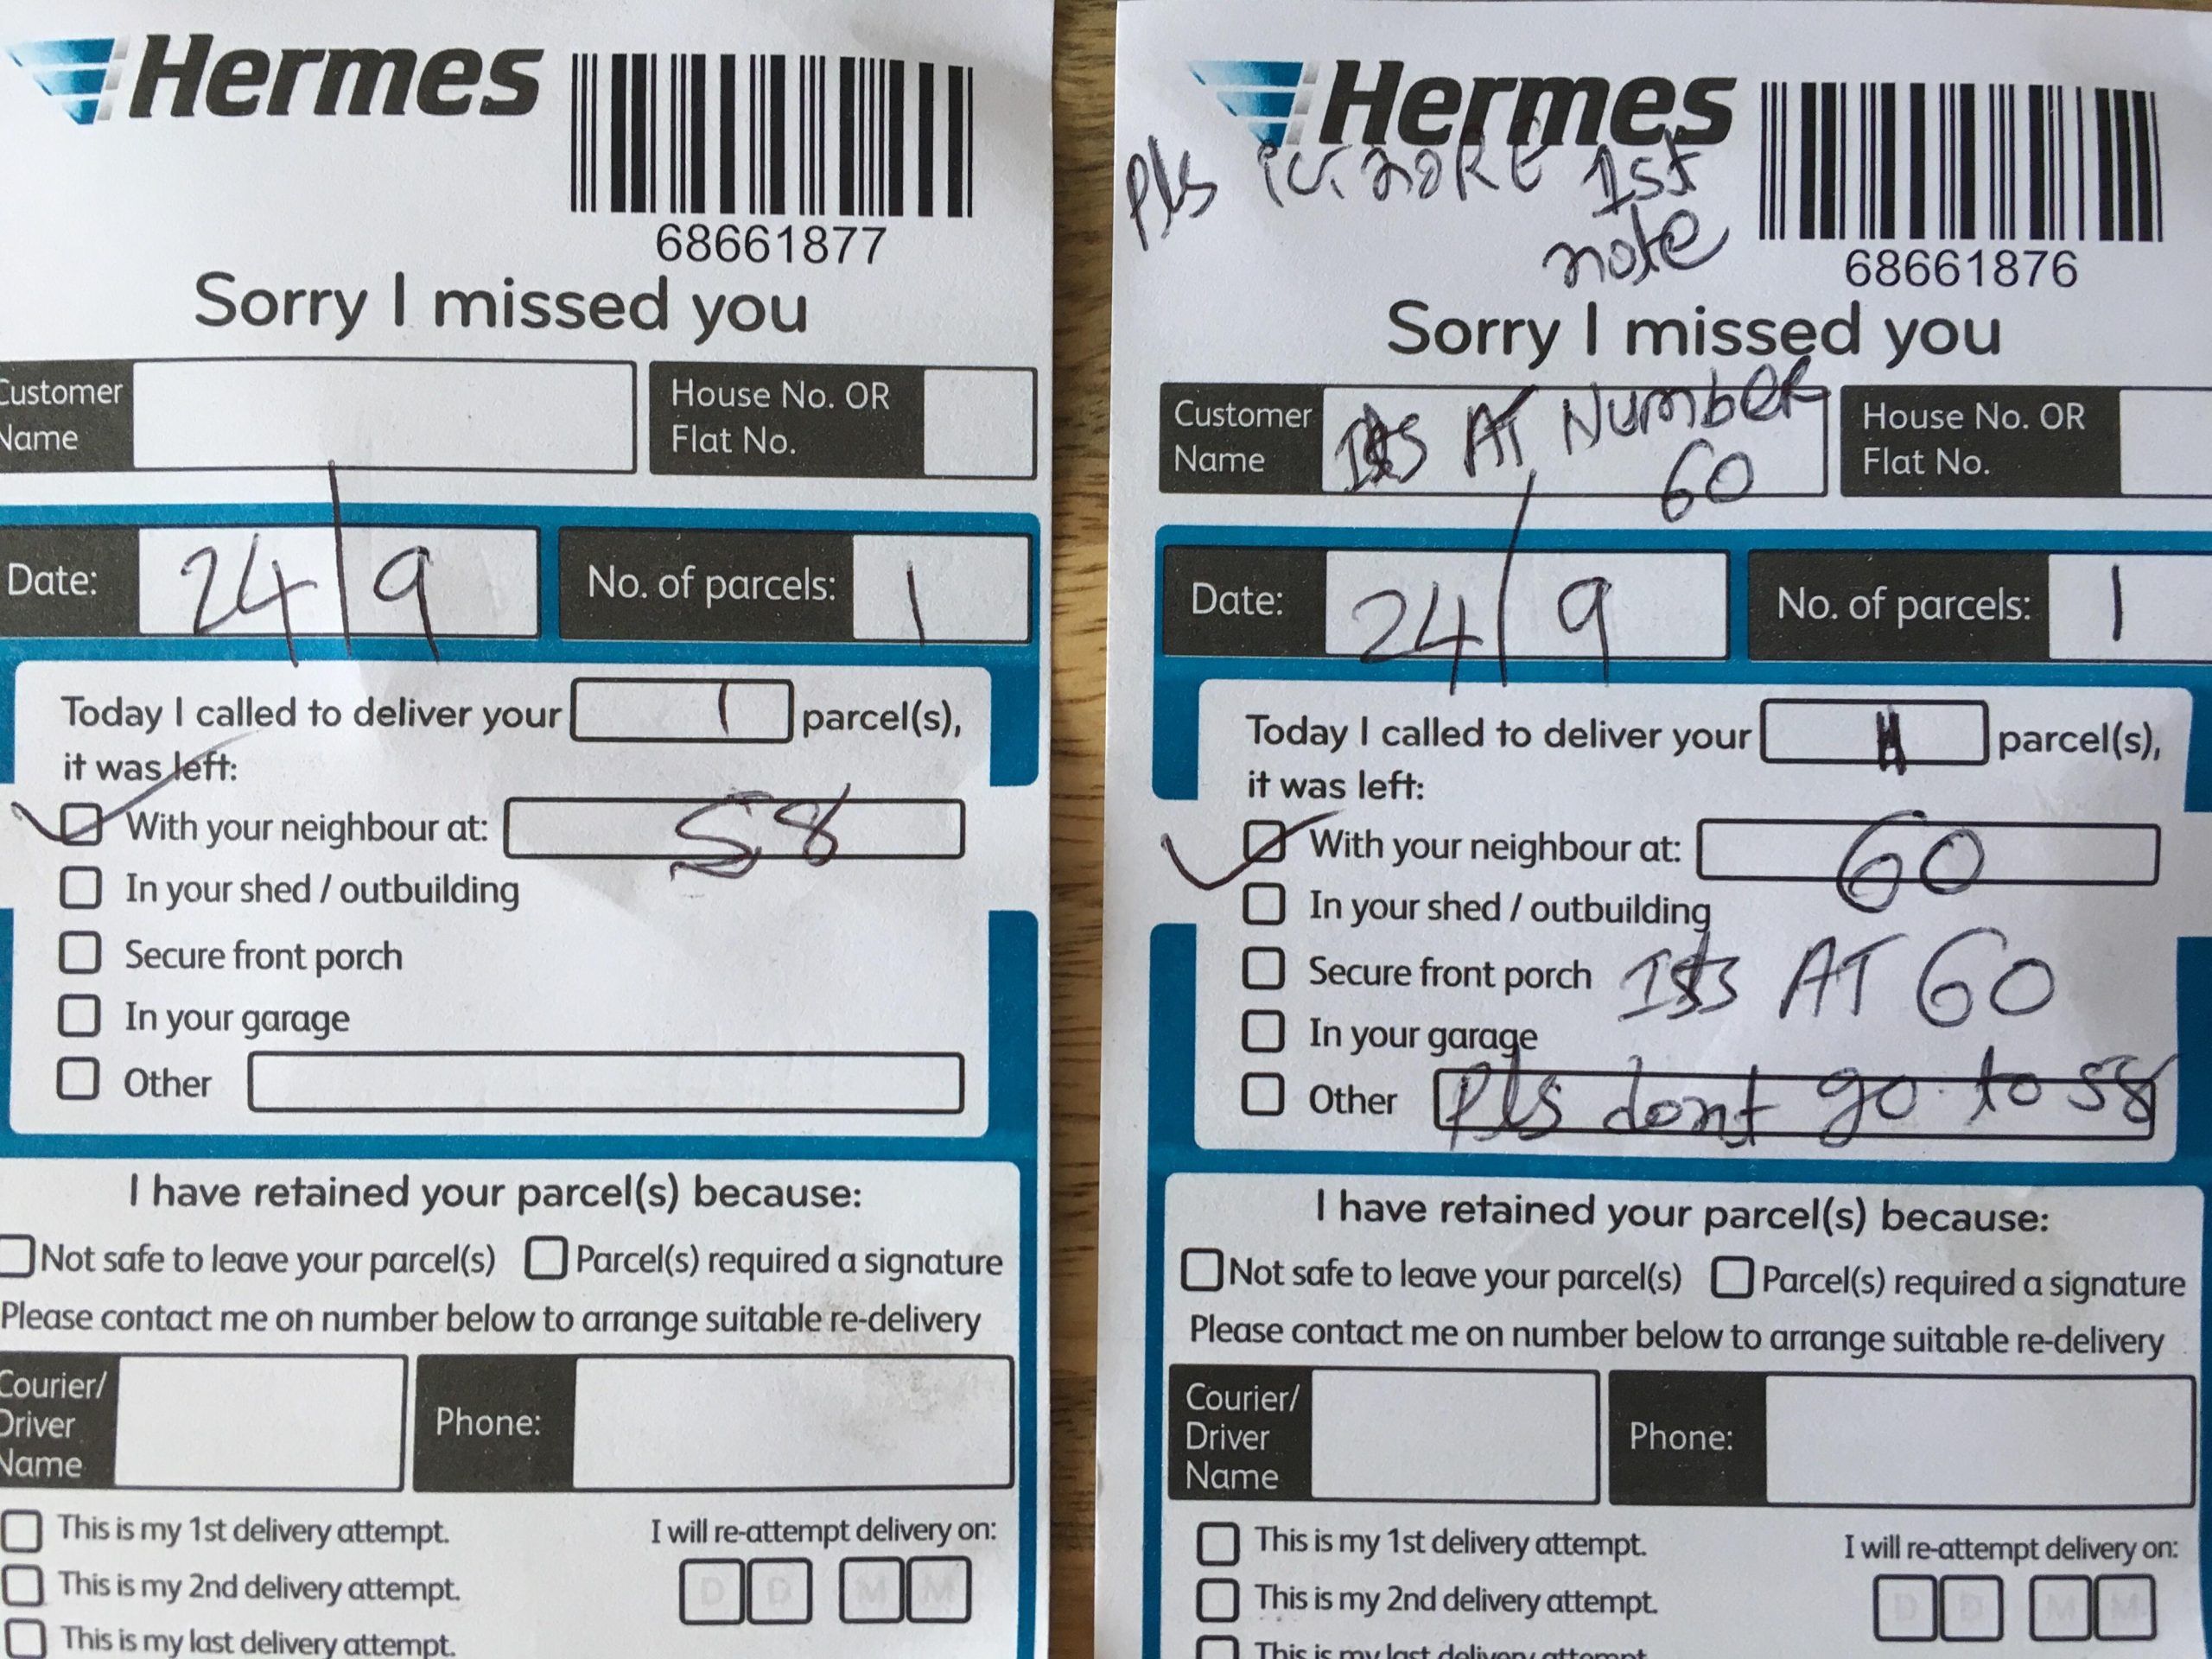 Hermes
68661877
Sorry I missed you
Customer Name
House No. OR Flat No.
Date: 24/9
No. of parcels: 1
Today I called to deliver your 1 parcel(s),
it was left:
With your neighbour at: 58
In your shed / outbuilding
Secure front porch
In your garage
Other
I have retained your parcel(s) because:
Not safe to leave your parcel(s)
Parcel(s) required a signature
Please contact me on number below to arrange suitable re-delivery
Courier/ Driver Name
Phone:
This is my 1st delivery attempt.
I will re-attempt delivery on:
D D M M
This is my 2nd delivery attempt.
This is my last delivery attempt.
Hermes
Pls ignore 1st
note
68661876
Sorry I missed you
Customer Name Its AT NumbER
60
House No. OR Flat No.
Date: 24/9
No. of parcels: 1
Today I called to deliver your parcel(s),
it was left:
With your neighbour at: 60
In your shed / outbuilding
Secure front porch Its AT 60
In your garage
Other Pls dont go to 58
I have retained your parcel(s) because:
Not safe to leave your parcel(s)
Parcel(s) required a signature
Please contact me on number below to arrange suitable re-delivery
Courier/ Driver Name
Phone:
This is my 1st delivery attempt.
I will re-attempt delivery on:
D D M M
This is my 2nd delivery attempt.
This is my last delivery attempt.